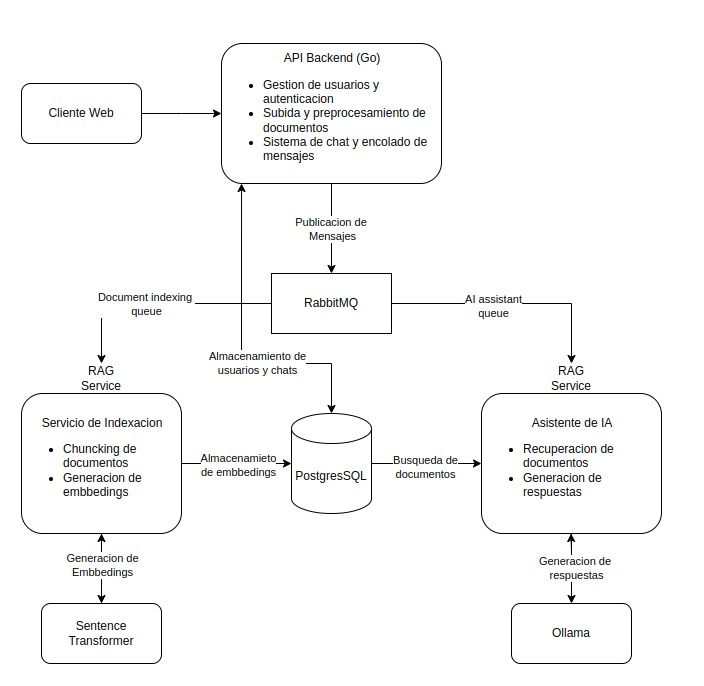 API Backend (Go)
Gestion de usuarios y
autenticacion
Subida y preprocesamiento de
documentos
Sistema de chat y encolado de
mensajes
Cliente Web
Publicacion de
Mensajes
Document indexing
queue
RabbitMQ
AI assistant
queue
Almacenamiento de
usuarios y chats
RAG
Service
RAG
Service
Servicio de Indexacion
Chuncking de
documentos
Generacion de
embbedings
Almacenamieto
de embbedings
PostgresSQL
Busqueda de
documentos
Asistente de IA
Recuperacion de
documentos
Generacion de
respuestas
Generacion de
Embbedings
Generacion de
respuestas
Sentence
Transformer
Ollama